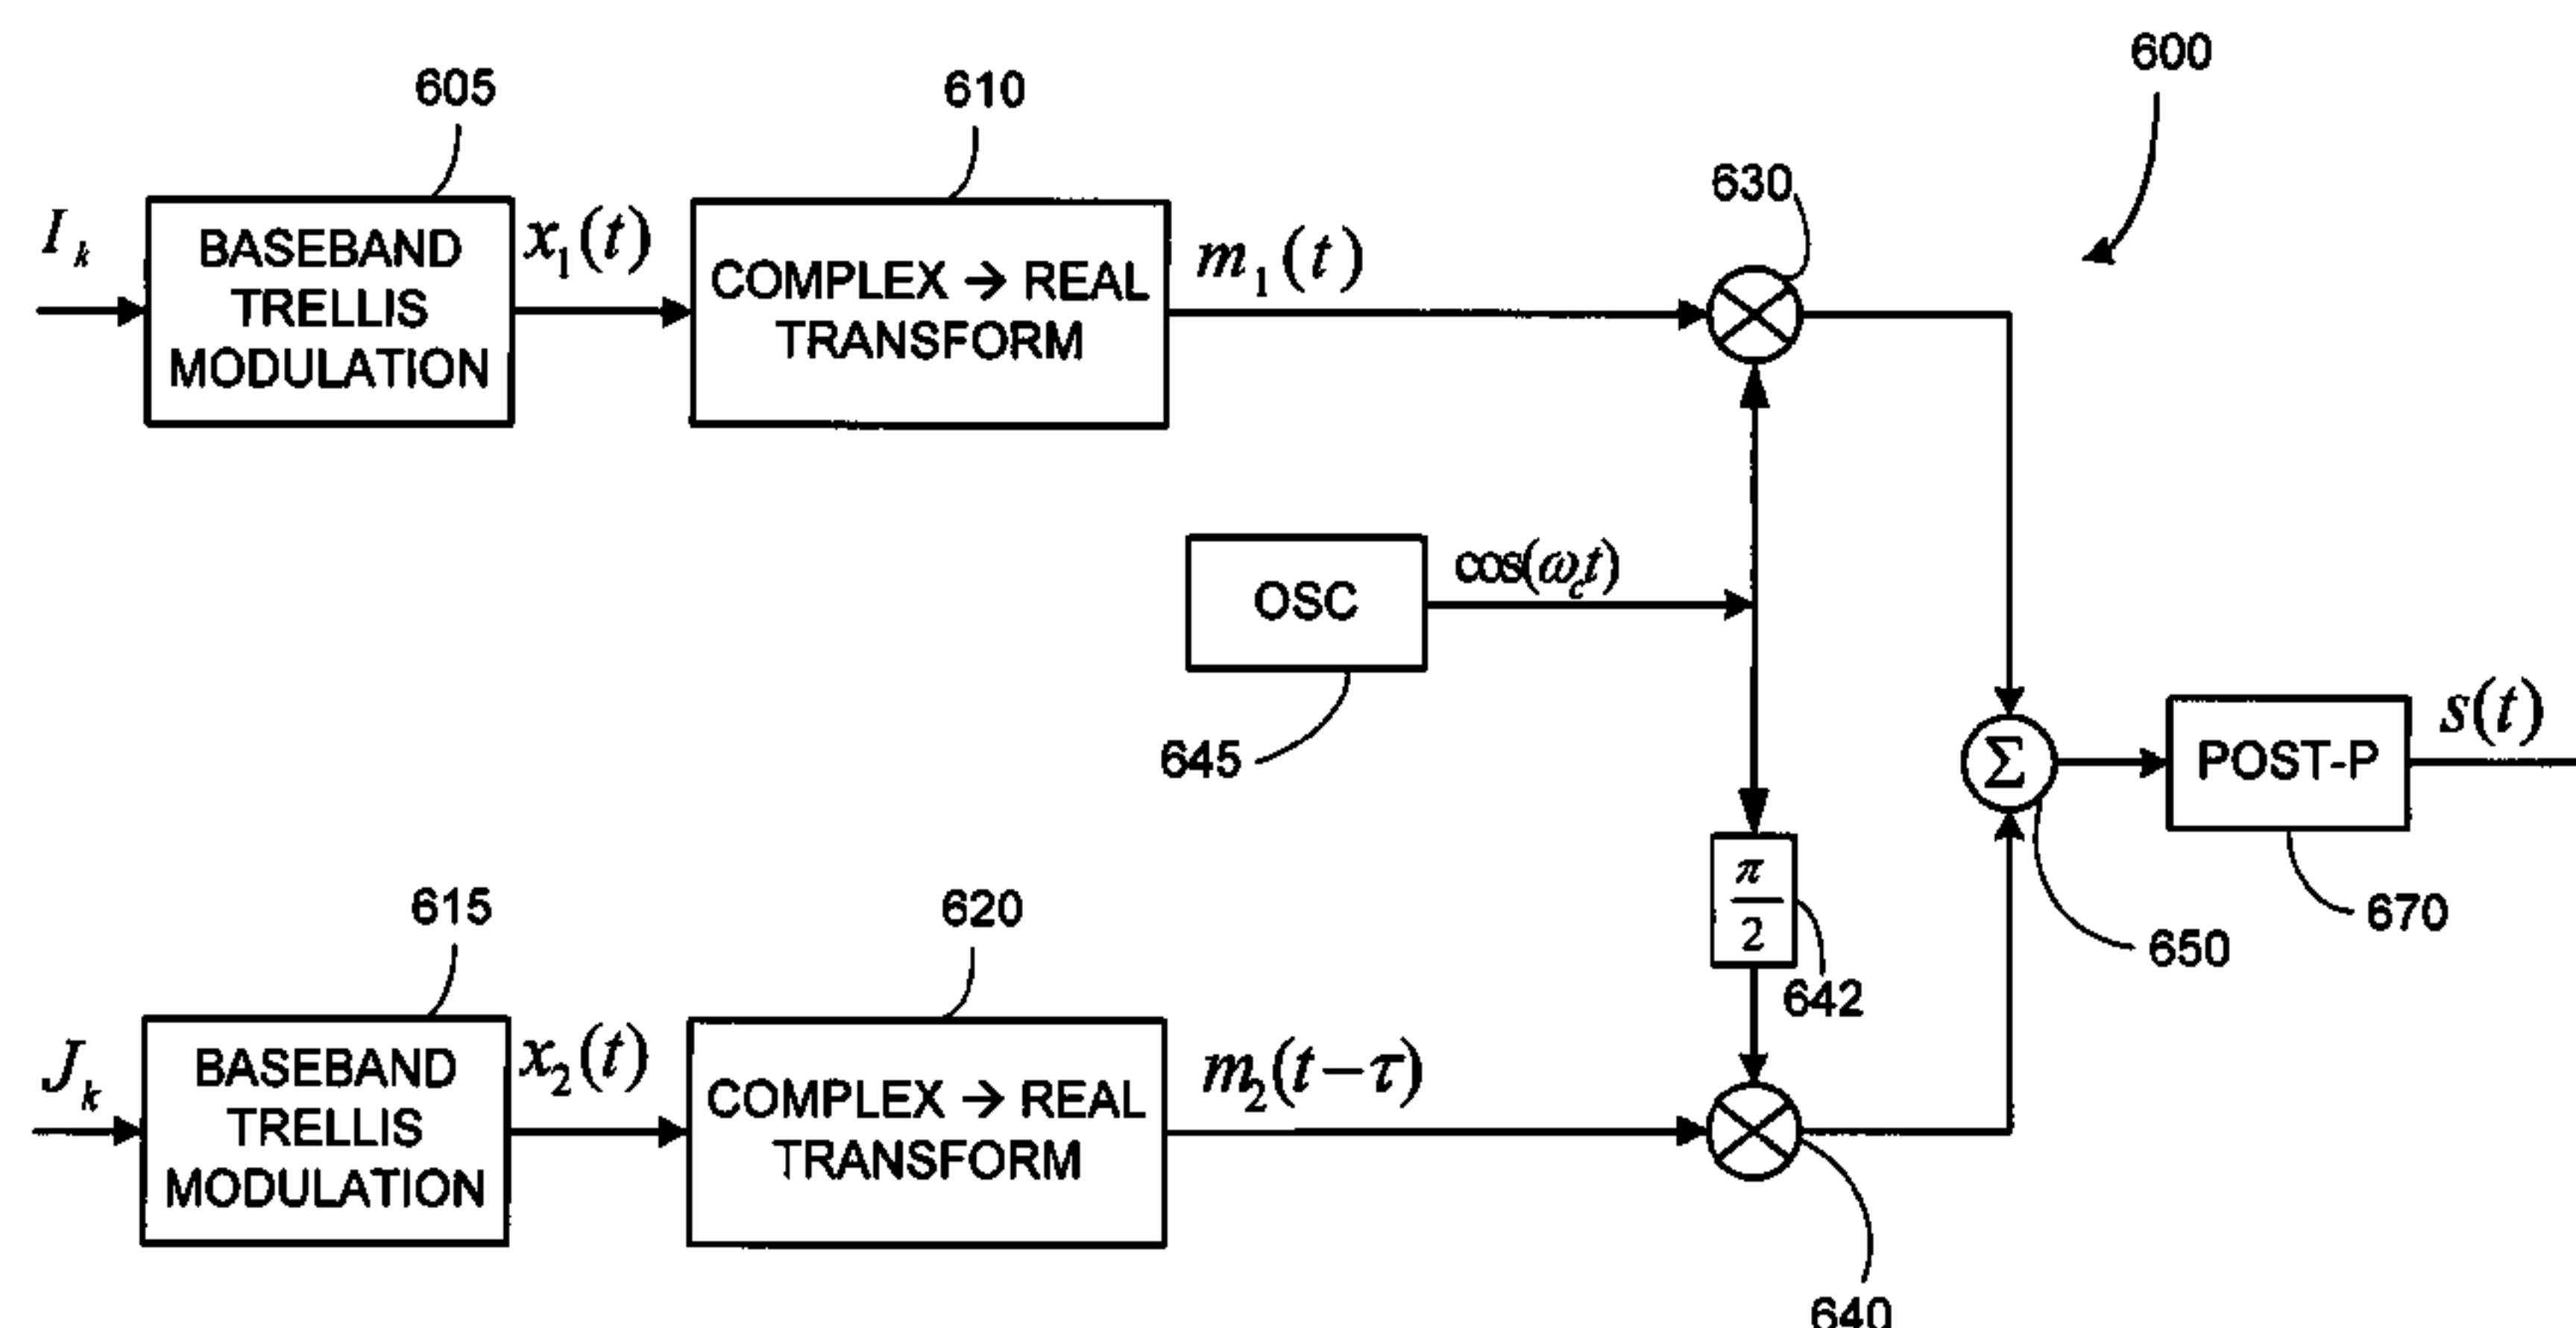 600
605
610
630
I_k
BASEBAND
TRELLIS
MODULATION
x_1(t)
COMPLEX → REAL
TRANSFORM
m_1(t)
OSC
cos(ω_c t)
645
Σ
POST-P
s(t)
π
2
642
650
670
615
620
J_k
BASEBAND
TRELLIS
MODULATION
x_2(t)
COMPLEX → REAL
TRANSFORM
m_2(t-τ)
640